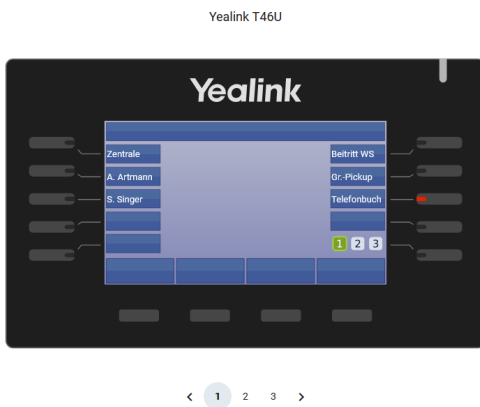 Yealink T46U
Yealink
Zentrale
Beitritt WS
A. Artmann
Gr.-Pickup
S. Singer
Telefonbuch
1 2 3
‹ 1 2 3 ›